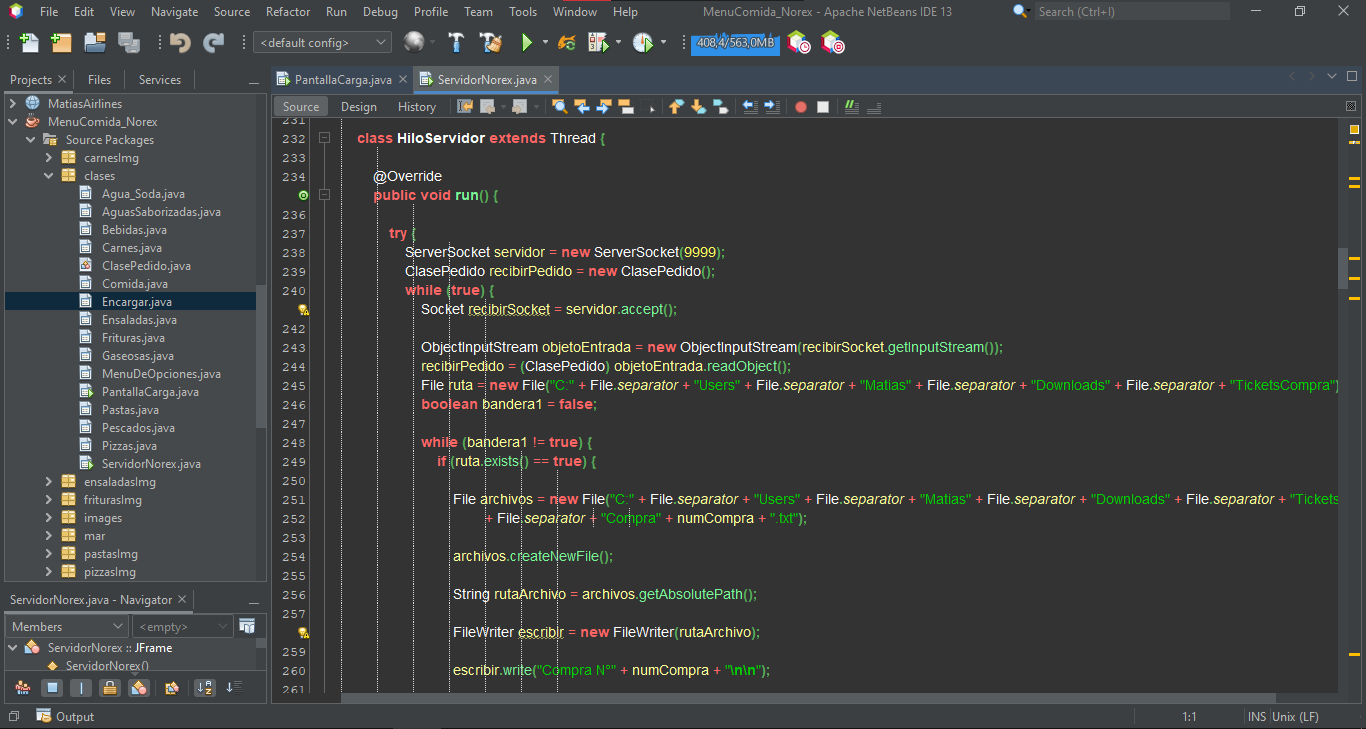 File Edit View Navigate Source Refactor Run Debug Profile Team Tools Window Help MenuComida_Norex - Apache NetBeans IDE 13 Search (Ctrl+I)
<default config> 408,4/563,0MB
Projects Files Services
PantallaCarga.java ServidorNorex.java
Source Design History
MatiasAirlines
MenuComida_Norex
Source Packages
carnesImg
clases
Agua_Soda.java
AguasSaborizadas.java
Bebidas.java
Carnes.java
ClasePedido.java
Comida.java
Encargar.java
Ensaladas.java
Frituras.java
Gaseosas.java
MenuDeOpciones.java
PantallaCarga.java
Pastas.java
Pescados.java
Pizzas.java
ServidorNorex.java
ensaladasImg
friturasImg
images
mar
pastasImg
pizzasImg
ServidorNorex.java - Navigator
Members <empty>
ServidorNorex :: JFrame
ServidorNorex()
231
232 class HiloServidor extends Thread {
233
234 @Override
public void run() {
236
237 try {
238 ServerSocket servidor = new ServerSocket(9999);
239 ClasePedido recibirPedido = new ClasePedido();
240 while (true) {
Socket recibirSocket = servidor.accept();
242
243 ObjectInputStream objetoEntrada = new ObjectInputStream(recibirSocket.getInputStream());
244 recibirPedido = (ClasePedido) objetoEntrada.readObject();
245 File ruta = new File("C:" + File.separator + "Users" + File.separator + "Matias" + File.separator + "Downloads" + File.separator + "TicketsCompra")
246 boolean bandera1 = false;
247
248 while (bandera1 != true) {
249 if (ruta.exists() == true) {
250
251 File archivos = new File("C:" + File.separator + "Users" + File.separator + "Matias" + File.separator + "Downloads" + File.separator + "Tickets
252 + File.separator + "Compra" + numCompra + ".txt");
253
254 archivos.createNewFile();
255
256 String rutaArchivo = archivos.getAbsolutePath();
257
FileWriter escribir = new FileWriter(rutaArchivo);
259
260 escribir.write("Compra N°" + numCompra + "\n\n");
261
Output
1:1 INS Unix (LF)